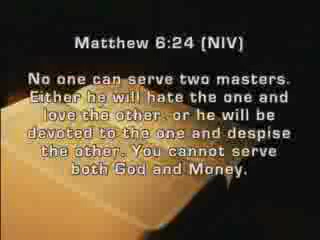 Matthew 6:24 (NIV)
No one can serve two masters.
Either he will hate the one and
love the other, or he will be
devoted to the one and despise
the other. You cannot serve
both God and Money.